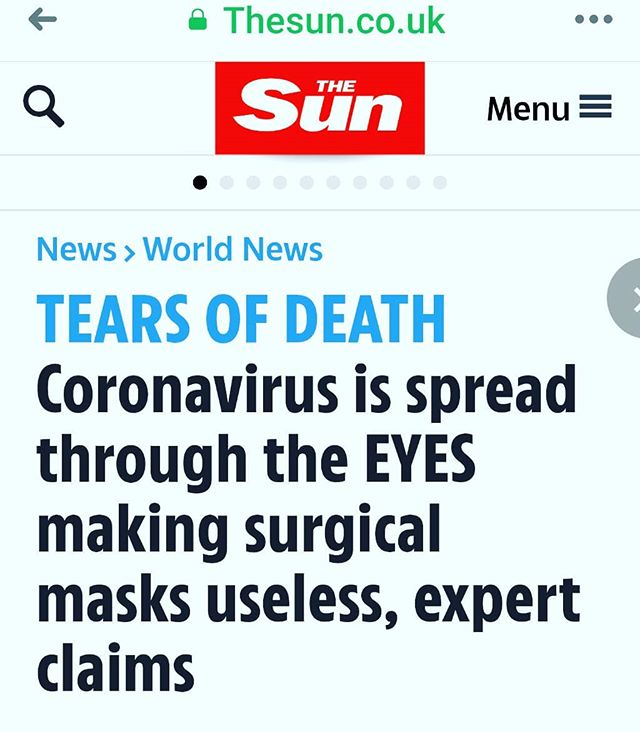 Thesun.co.uk
THE
Sun
Menu
News › World News
TEARS OF DEATH
Coronavirus is spread
through the EYES
making surgical
masks useless, expert
claims